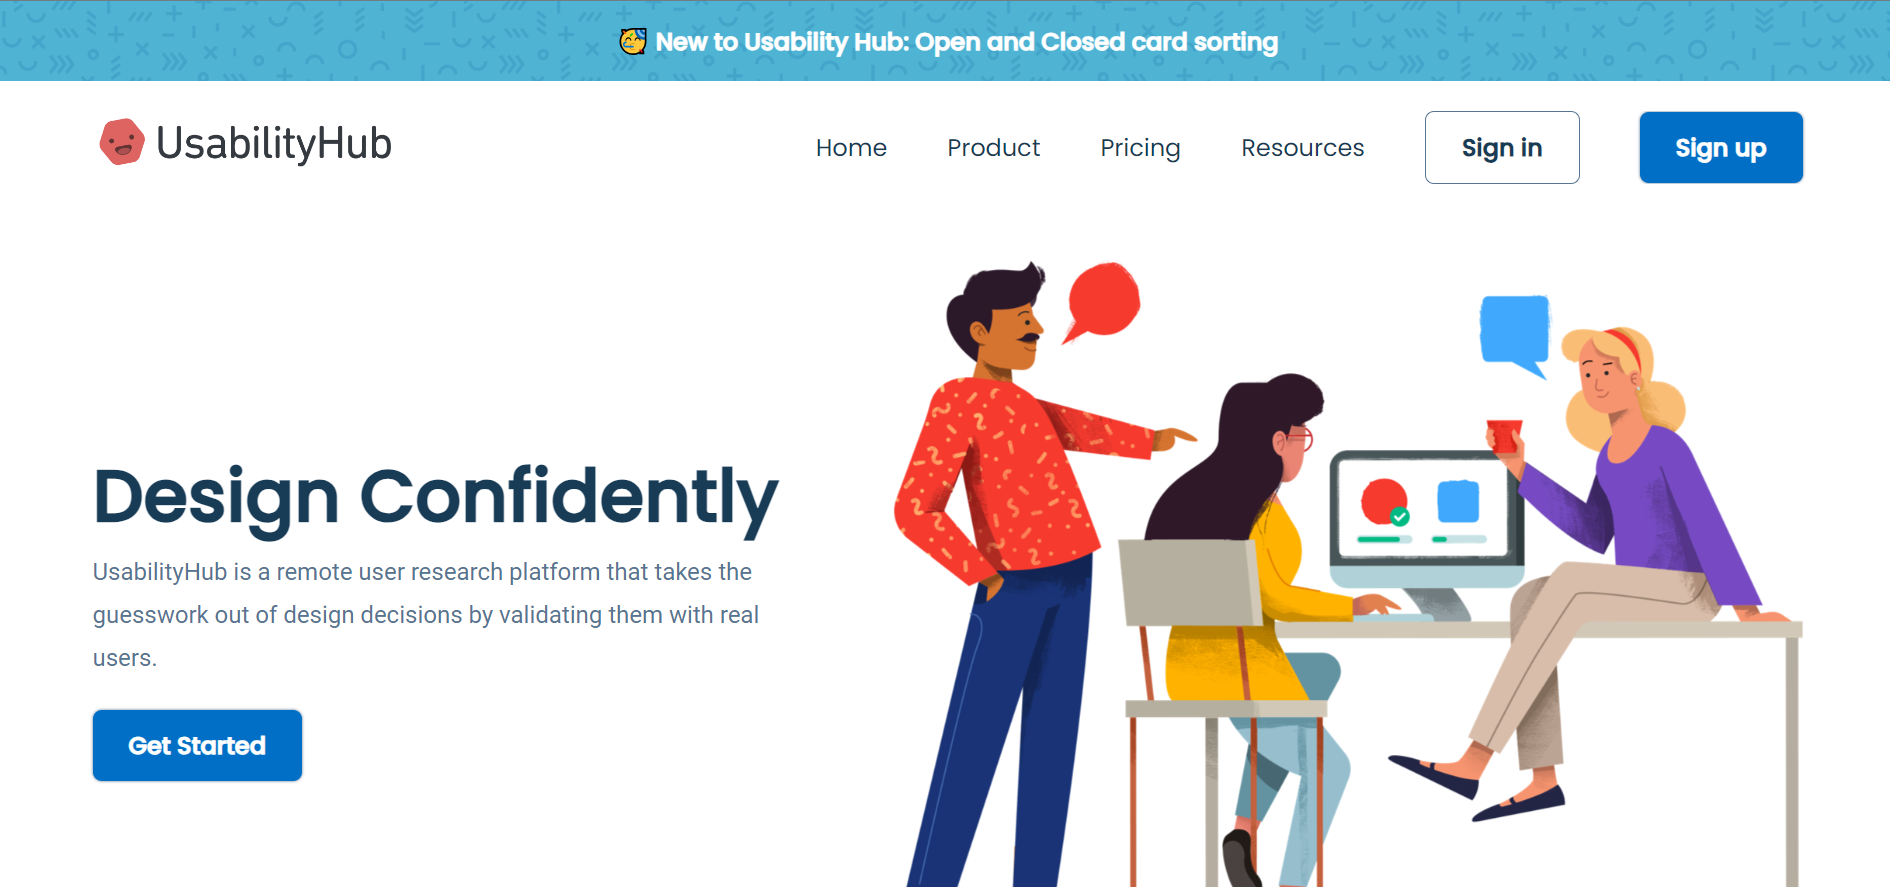 🥳 New to Usability Hub: Open and Closed card sorting
UsabilityHub
Home
Product
Pricing
Resources
Sign in
Sign up
Design Confidently
UsabilityHub is a remote user research platform that takes the
guesswork out of design decisions by validating them with real
users.
Get Started